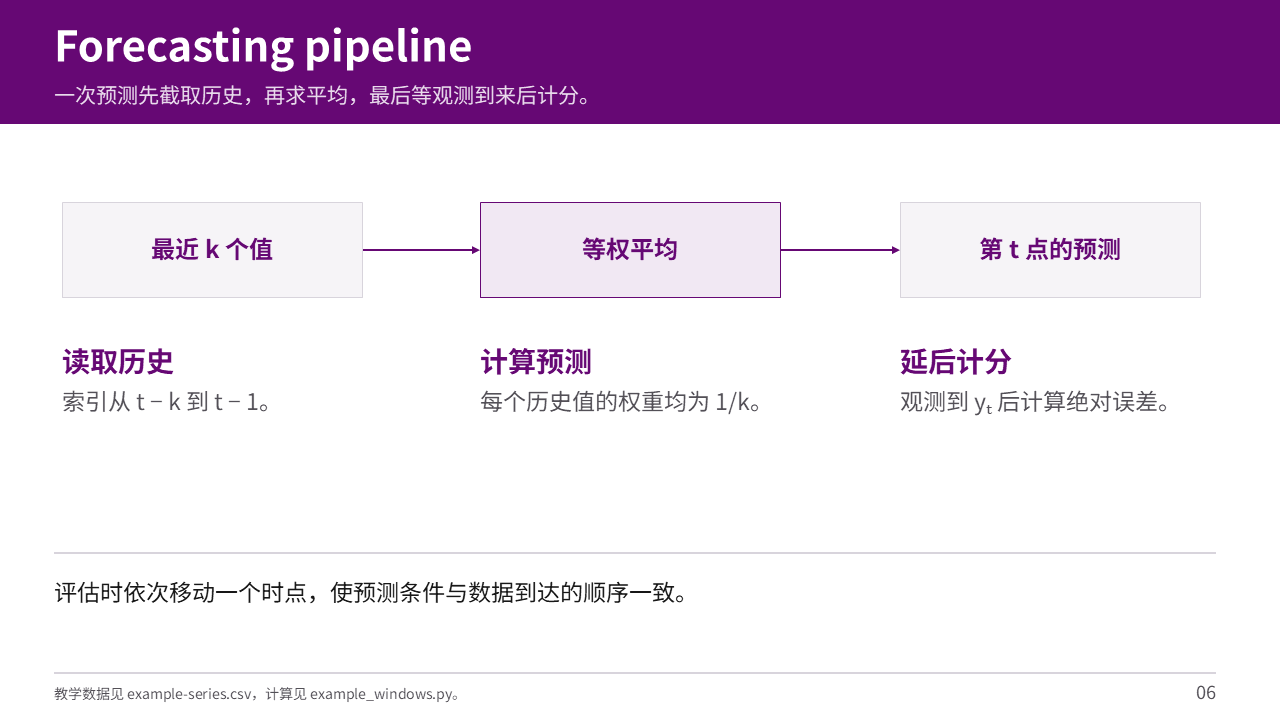 Forecasting pipeline
一次预测先截取历史，再求平均，最后等观测到来后计分。
最近 k 个值
等权平均
第 t 点的预测
读取历史
索引从 t − k 到 t − 1。
计算预测
每个历史值的权重均为 1/k。
延后计分
观测到 yₜ 后计算绝对误差。
评估时依次移动一个时点，使预测条件与数据到达的顺序一致。
教学数据见 example-series.csv，计算见 example_windows.py。
06